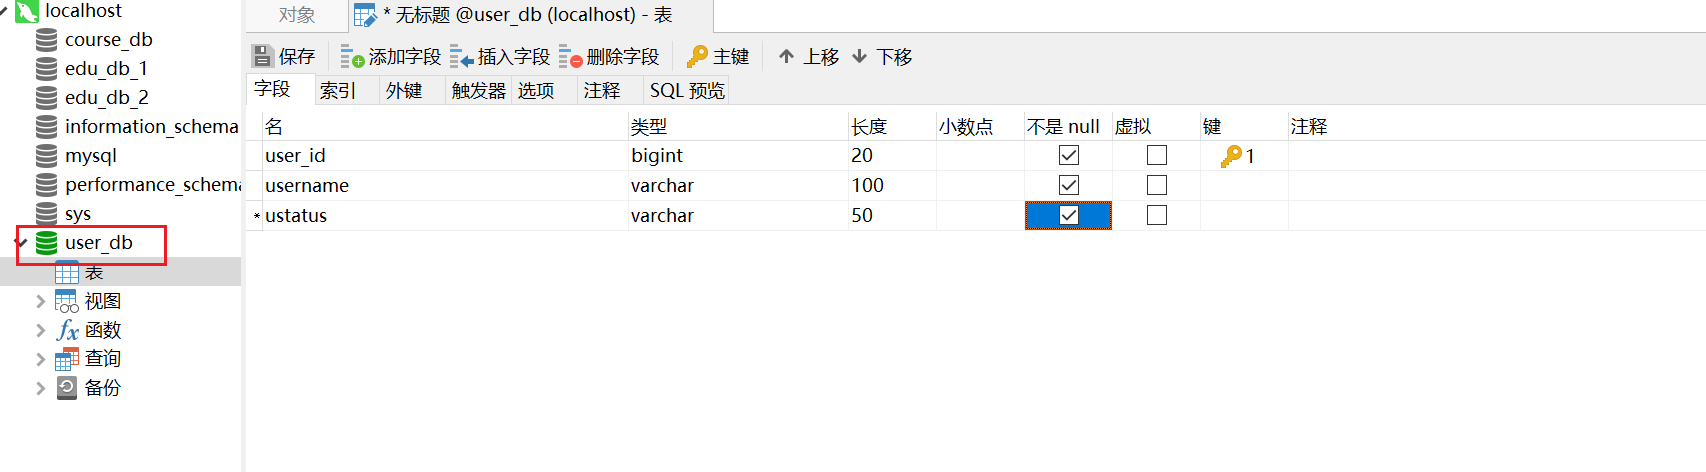 localhost
course_db
edu_db_1
edu_db_2
information_schema
mysql
performance_schema
sys
user_db
表
视图
函数
查询
备份
对象 * 无标题 @user_db (localhost) - 表
保存 添加字段 插入字段 删除字段 主键 上移 下移
字段 索引 外键 触发器 选项 注释 SQL 预览
名 类型 长度 小数点 不是 null 虚拟 键 注释
user_id bigint 20 1
username varchar 100
* ustatus varchar 50